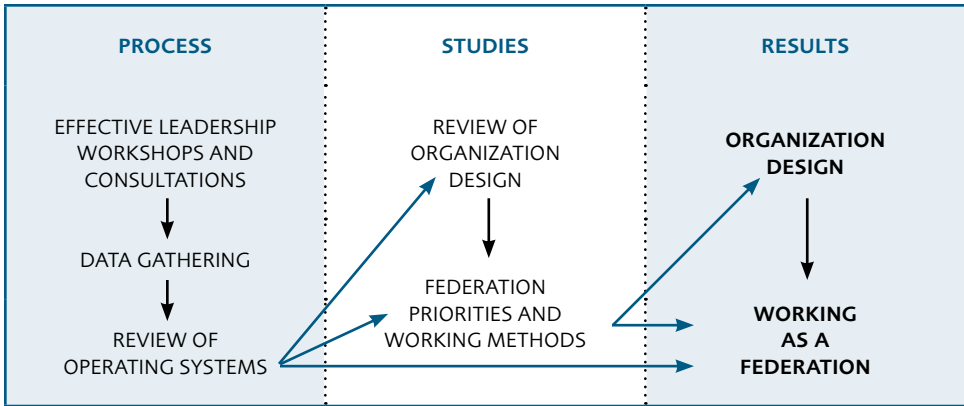 PROCESS
EFFECTIVE LEADERSHIP
WORKSHOPS AND
CONSULTATIONS
DATA GATHERING
REVIEW OF
OPERATING SYSTEMS
STUDIES
REVIEW OF
ORGANIZATION
DESIGN
FEDERATION
PRIORITIES AND
WORKING METHODS
RESULTS
ORGANIZATION
DESIGN
WORKING
AS A
FEDERATION